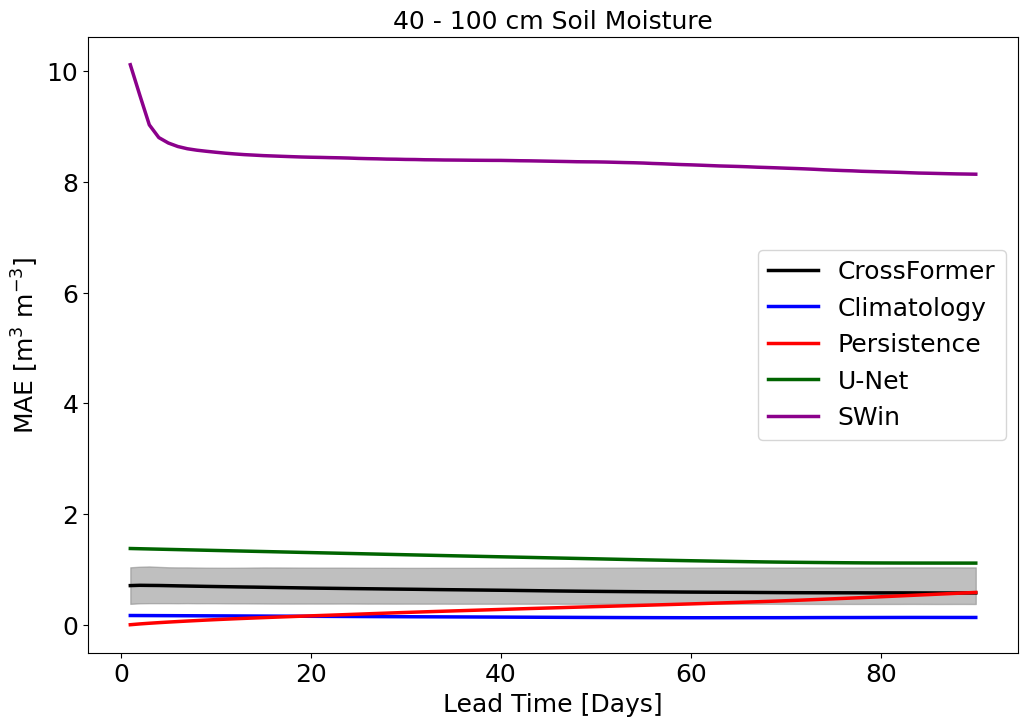 40 - 100 cm Soil Moisture
MAE [m³ m⁻³]
10
8
6
4
2
0
CrossFormer
Climatology
Persistence
U-Net
SWin
0 20 40 60 80
Lead Time [Days]